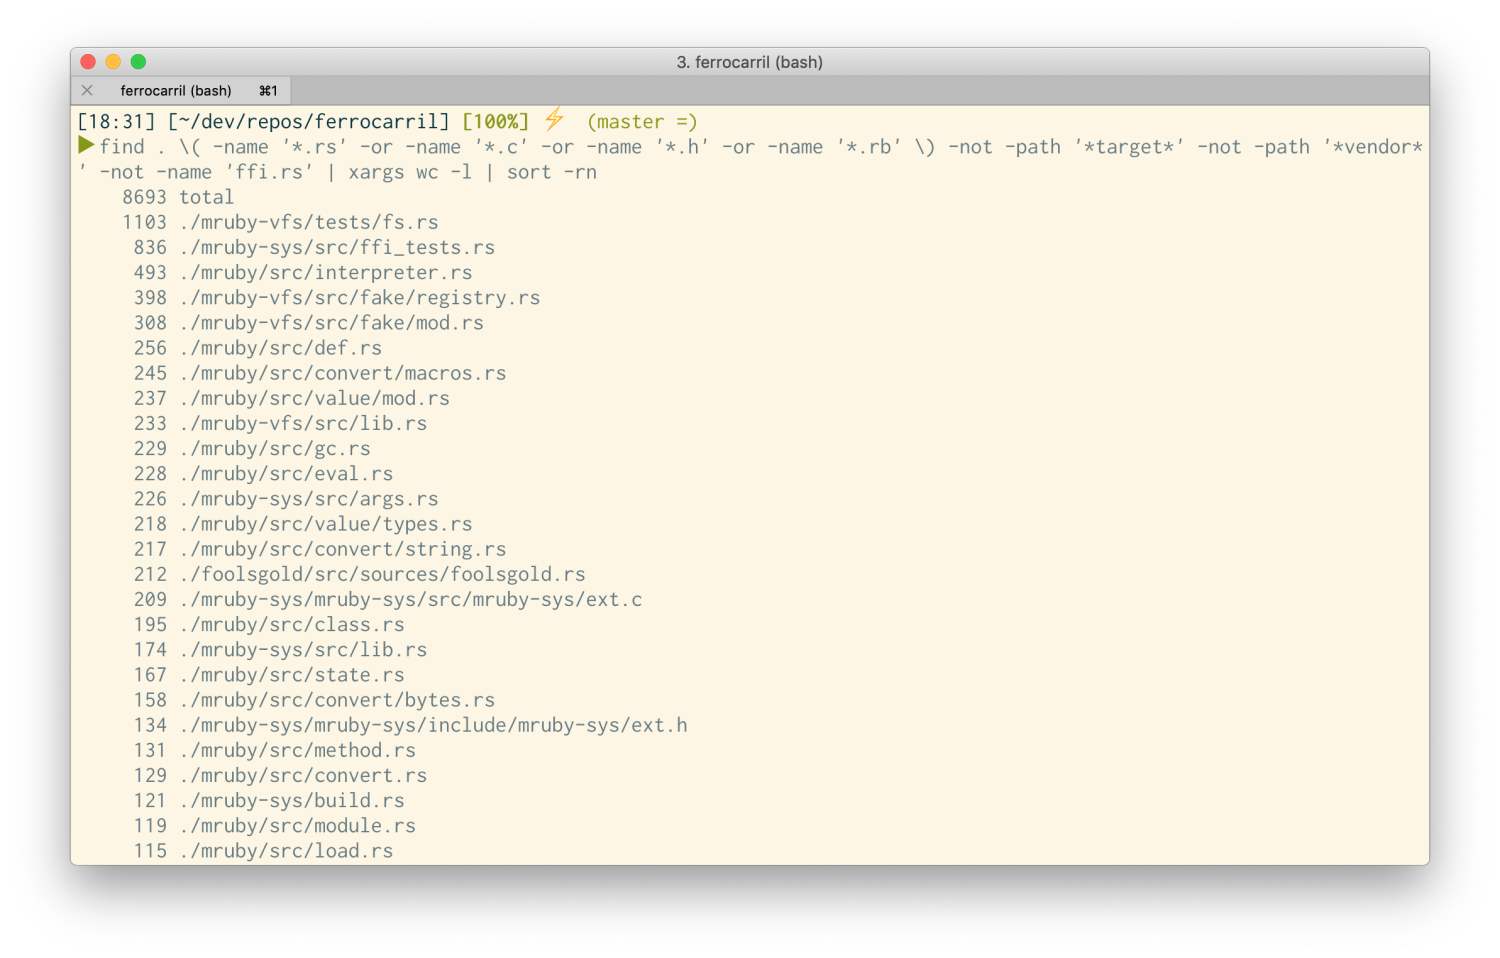 3. ferrocarril (bash)
ferrocarril (bash) ⌘1
[18:31] [~/dev/repos/ferrocarril] [100%] ⚡ (master =)
▶find . \( -name '*.rs' -or -name '*.c' -or -name '*.h' -or -name '*.rb' \) -not -path '*target*' -not -path '*vendor*
' -not -name 'ffi.rs' | xargs wc -l | sort -rn
8693 total
1103 ./mruby-vfs/tests/fs.rs
836 ./mruby-sys/src/ffi_tests.rs
493 ./mruby/src/interpreter.rs
398 ./mruby-vfs/src/fake/registry.rs
308 ./mruby-vfs/src/fake/mod.rs
256 ./mruby/src/def.rs
245 ./mruby/src/convert/macros.rs
237 ./mruby/src/value/mod.rs
233 ./mruby-vfs/src/lib.rs
229 ./mruby/src/gc.rs
228 ./mruby/src/eval.rs
226 ./mruby-sys/src/args.rs
218 ./mruby/src/value/types.rs
217 ./mruby/src/convert/string.rs
212 ./foolsgold/src/sources/foolsgold.rs
209 ./mruby-sys/mruby-sys/src/mruby-sys/ext.c
195 ./mruby/src/class.rs
174 ./mruby-sys/src/lib.rs
167 ./mruby/src/state.rs
158 ./mruby/src/convert/bytes.rs
134 ./mruby-sys/mruby-sys/include/mruby-sys/ext.h
131 ./mruby/src/method.rs
129 ./mruby/src/convert.rs
121 ./mruby-sys/build.rs
119 ./mruby/src/module.rs
115 ./mruby/src/load.rs